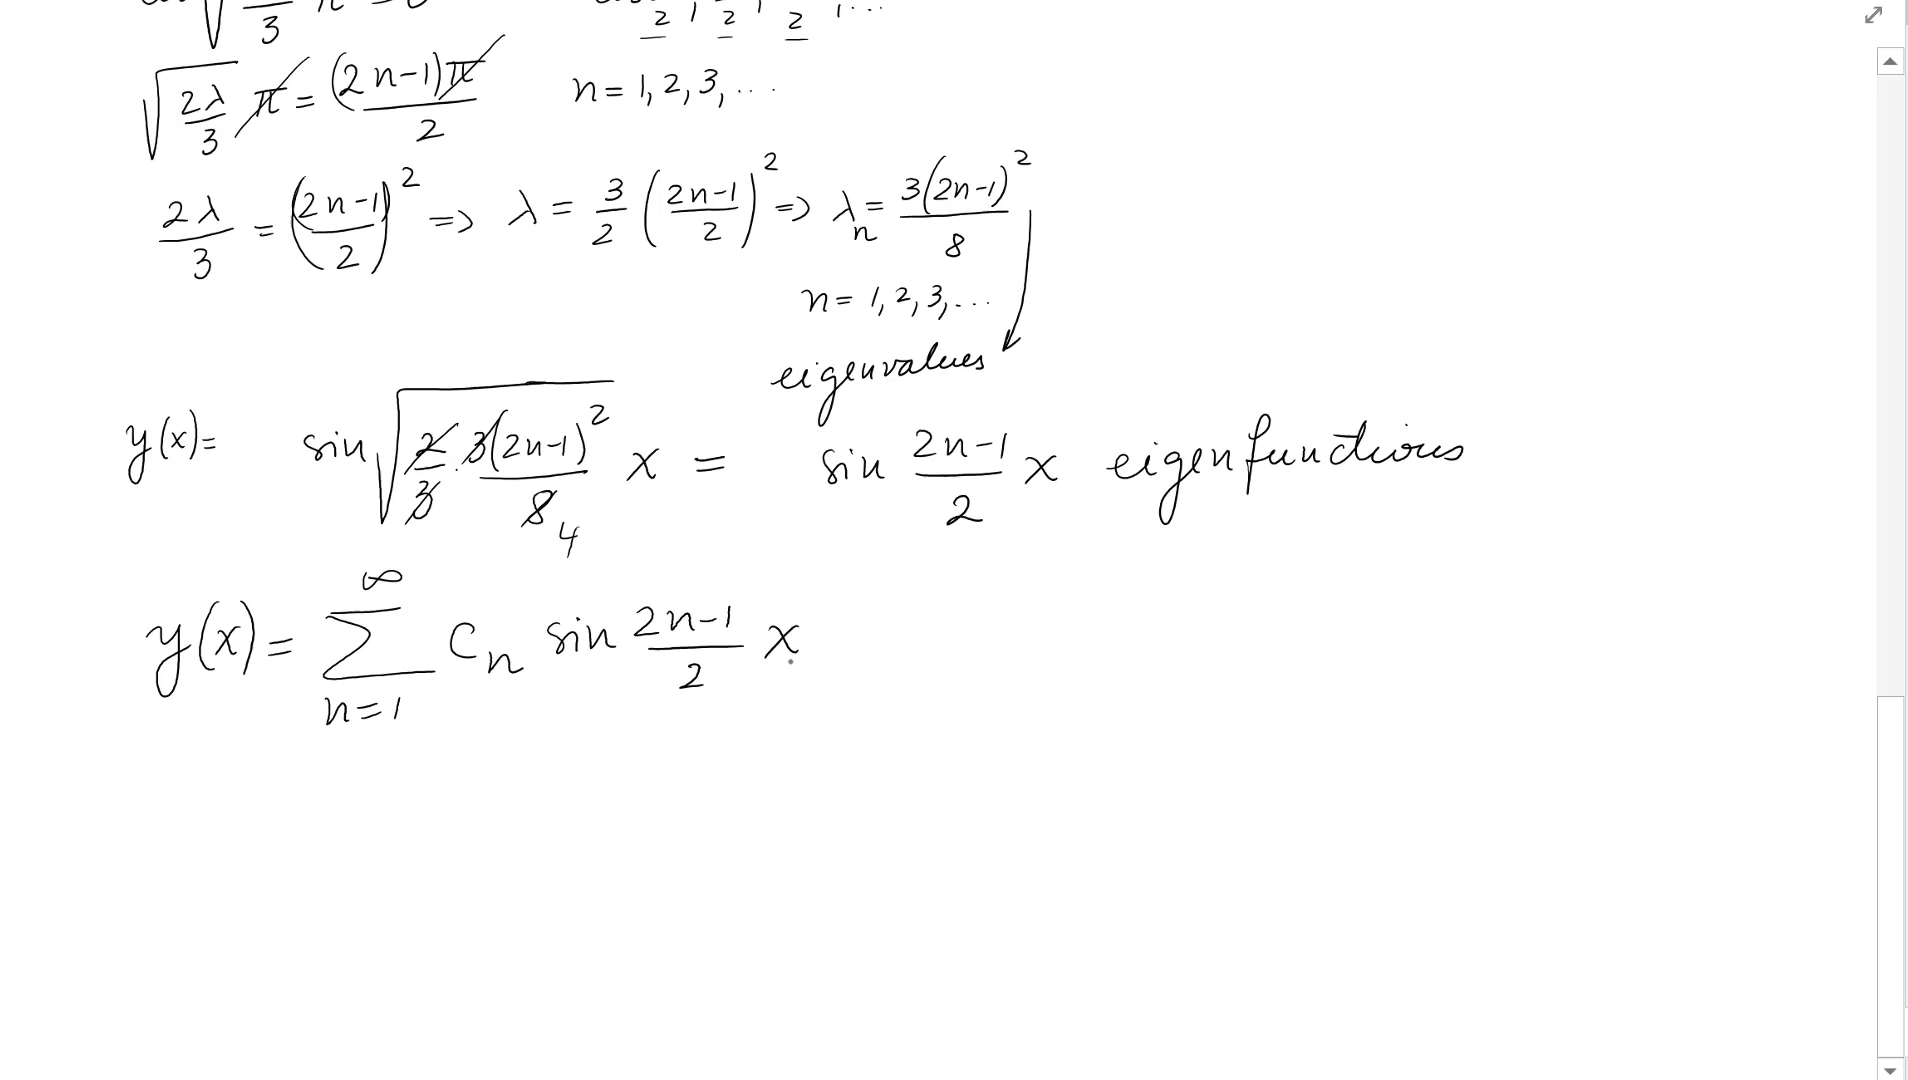 √(2λ/3) π = (2n-1)π/2    n = 1, 2, 3, ...
2λ/3 = ((2n-1)/2)² => λ = 3/2 ((2n-1)/2)² => λn = 3(2n-1)²/8
n = 1, 2, 3, ...
eigenvalues
y(x) = sin √(2/3 · 3(2n-1)²/8 4) x = sin (2n-1)/2 x eigenfunctions
y(x) = ∑ n=1 ∞ Cn sin (2n-1)/2 x